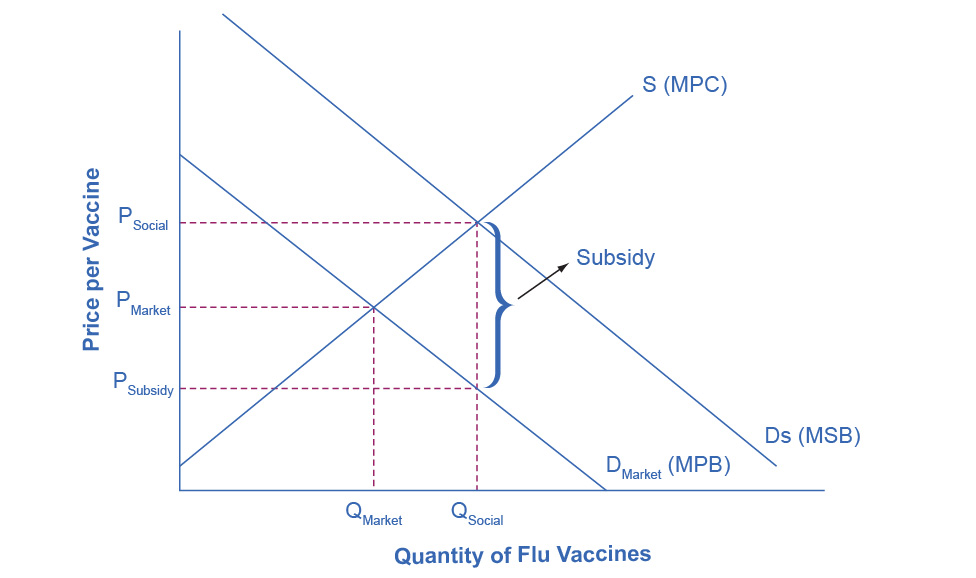 S (MPC)
Price per Vaccine
P Social
Subsidy
P Market
P Subsidy
Ds (MSB)
D Market (MPB)
Q Market
Q Social
Quantity of Flu Vaccines